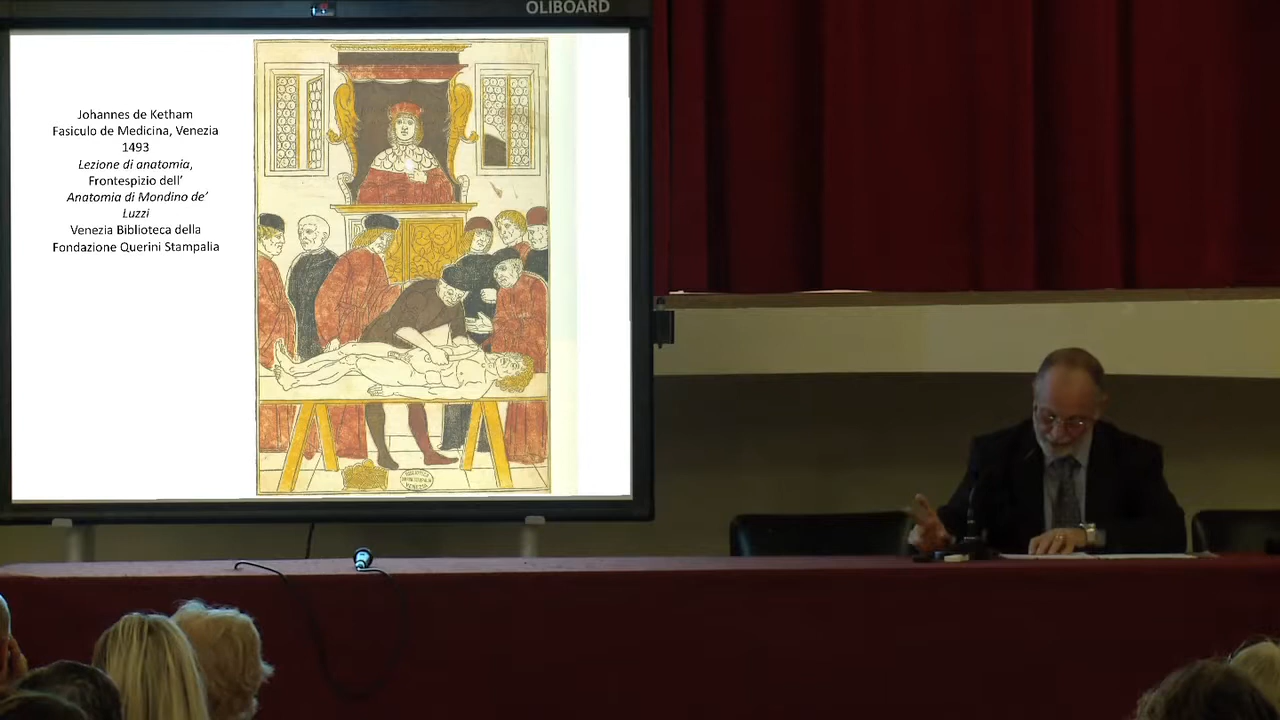 OLIBOARD
Johannes de Ketham
Fasiculo de Medicina, Venezia
1493
Lezione di anatomia,
Frontespizio dell’
Anatomia di Mondino de’
Luzzi
Venezia Biblioteca della
Fondazione Querini Stampalia
VENEZIA